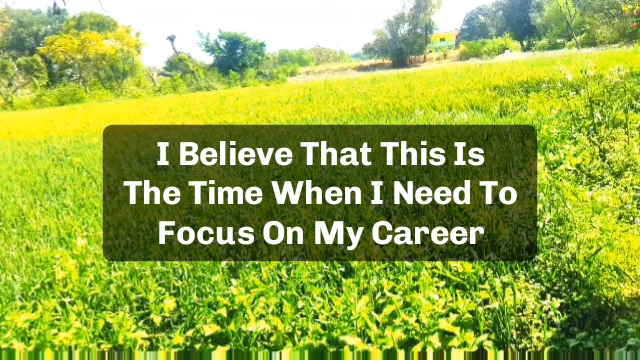 I Believe That This Is
The Time When I Need To
Focus On My Career